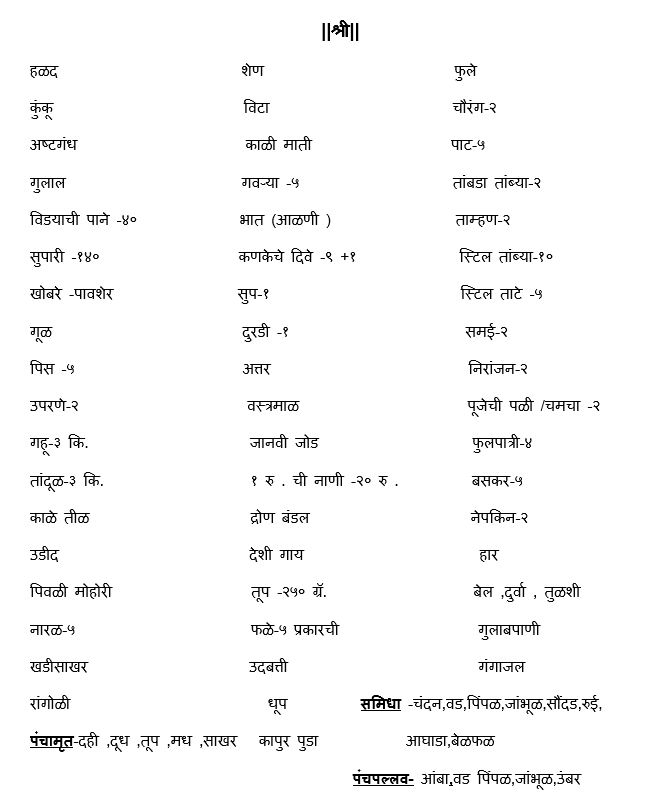 ||श्री||
हळद शेण फुले
कुंकू विटा चौरंग-२
अष्टगंध काळी माती पाट-५
गुलाल गवऱ्या -५ तांबडा तांब्या-२
विडयाची पाने -४० भात (आळणी ) ताम्हण-२
सुपारी -१४० कणकेचे दिवे -९ +१ स्टिल तांब्या-१०
खोबरे -पावशेर सुप-१ स्टिल ताटे -५
गूळ दुरडी -१ समई-२
पिस -५ अत्तर निरांजन-२
उपरणे-२ वस्त्रमाळ पूजेची पळी /चमचा -२
गहू-३ कि. जानवी जोड फुलपात्री-४
तांदूळ-३ कि. १ रु . ची नाणी -२० रु . बसकर-५
काळे तीळ द्रोण बंडल नेपकिन-२
उडीद देशी गाय हार
पिवळी मोहोरी तूप -२५० ग्रॅ. बेल ,दुर्वा , तुळशी
नारळ-५ फळे-५ प्रकारची गुलाबपाणी
खडीसाखर उदबत्ती गंगाजल
रांगोळी धूप समिधा -चंदन,वड,पिंपळ,जांभूळ,सौंदड,रुई,
पंचामृत-दही ,दूध ,तूप ,मध ,साखर कापुर पुडा आघाडा,बेळफळ
पंचपल्लव- आंबा,वड पिंपळ,जांभूळ,उंबर